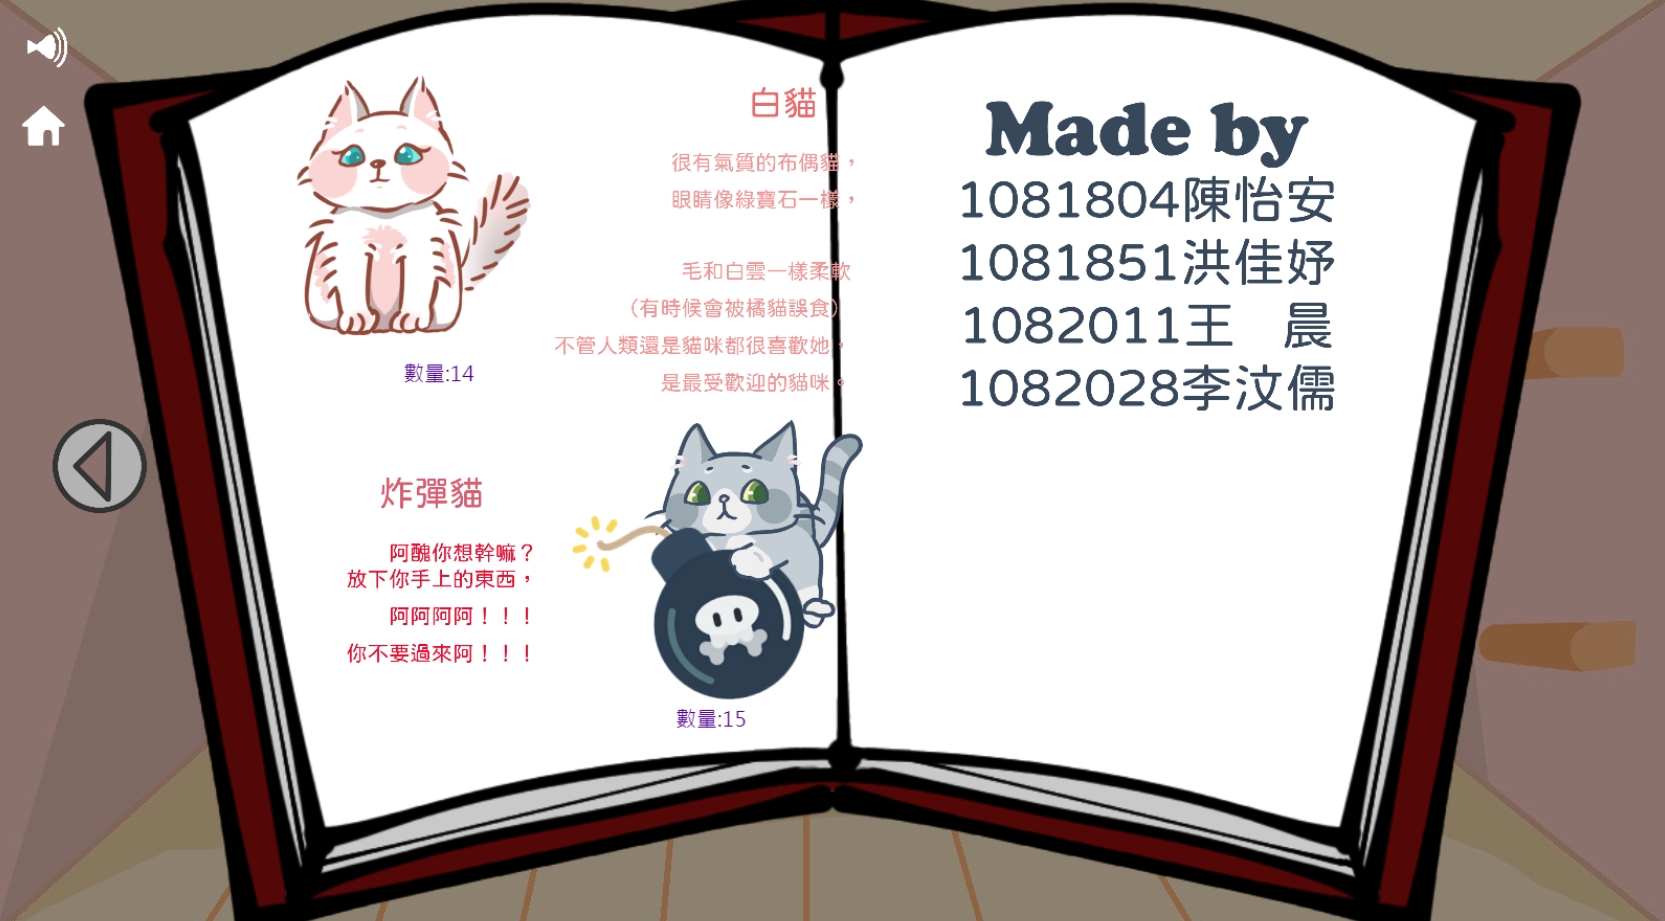 白貓
很有氣質的布偶貓，
眼睛像綠寶石一樣，
毛和白雲一樣柔軟
（有時候會被橘貓誤食）
不管人類還是貓咪都很喜歡她，
是最受歡迎的貓咪。
數量:14
炸彈貓
阿醜你想幹嘛？
放下你手上的東西，
阿阿阿阿！！！
你不要過來阿！！！
數量:15
Made by
1081804陳怡安
1081851洪佳妤
1082011王　晨
1082028李汶儒